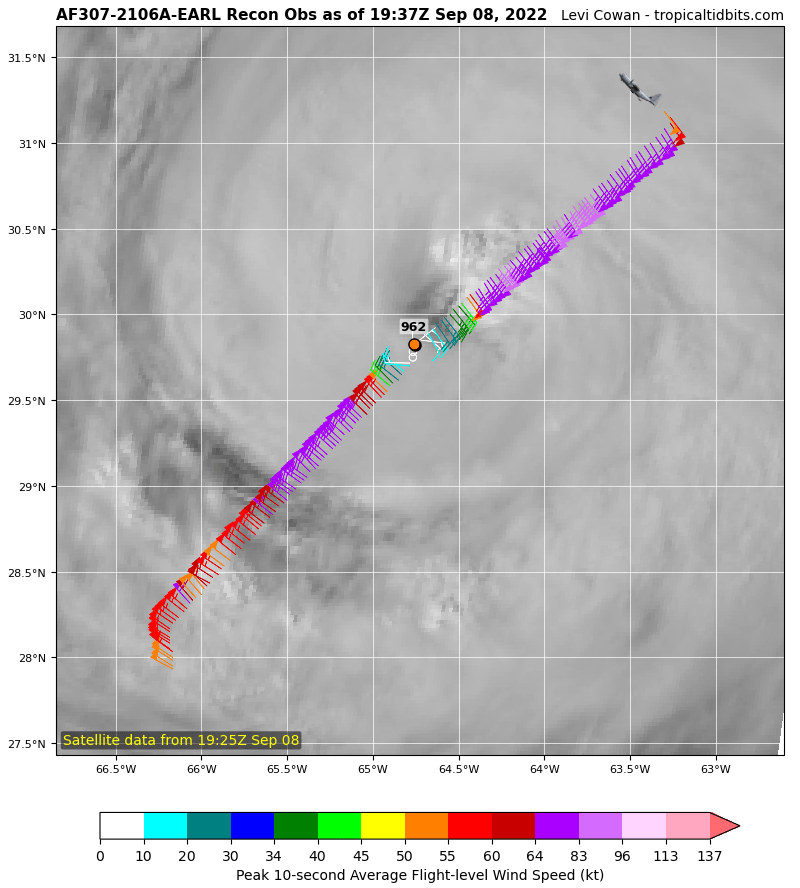 AF307-2106A-EARL Recon Obs as of 19:37Z Sep 08, 2022 Levi Cowan - tropicaltidbits.com
31.5°N
31°N
30.5°N
30°N
29.5°N
29°N
28.5°N
28°N
27.5°N
962
Satellite data from 19:25Z Sep 08
66.5°W 66°W 65.5°W 65°W 64.5°W 64°W 63.5°W 63°W
0 10 20 30 34 40 45 50 55 60 64 83 96 113 137
Peak 10-second Average Flight-level Wind Speed (kt)